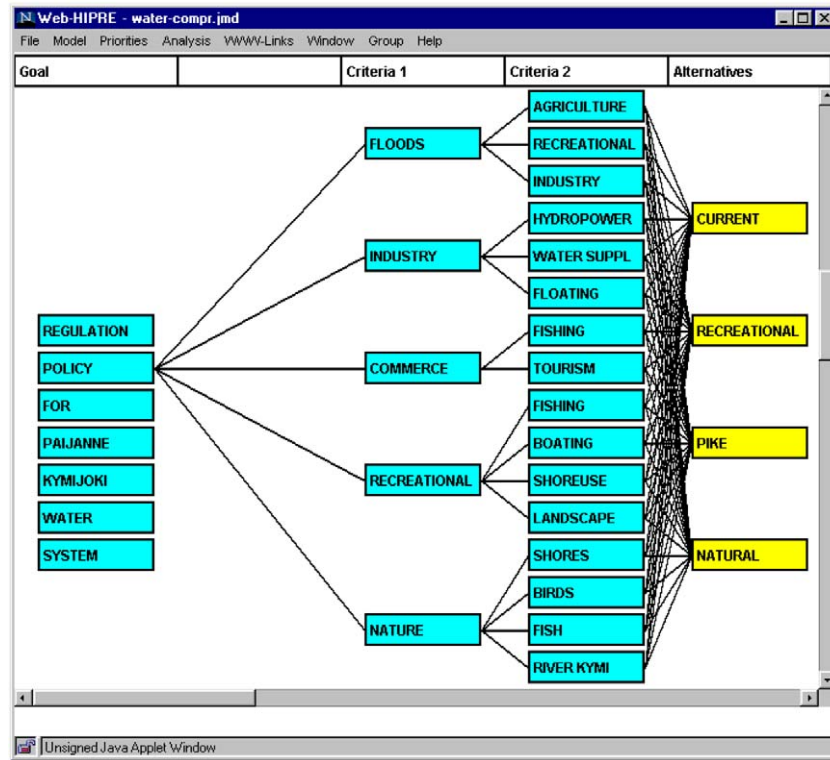 Web-HIPRE - water-compr.jmd
File Model Priorities Analysis WWW-Links Window Group Help
Goal Criteria 1 Criteria 2 Alternatives
REGULATION
POLICY
FOR
PAIJANNE
KYMIJOKI
WATER
SYSTEM
FLOODS
INDUSTRY
COMMERCE
RECREATIONAL
NATURE
AGRICULTURE
RECREATIONAL
INDUSTRY
HYDROPOWER
WATER SUPPL
FLOATING
FISHING
TOURISM
FISHING
BOATING
SHOREUSE
LANDSCAPE
SHORES
BIRDS
FISH
RIVER KYMI
CURRENT
RECREATIONAL
PIKE
NATURAL
Unsigned Java Applet Window